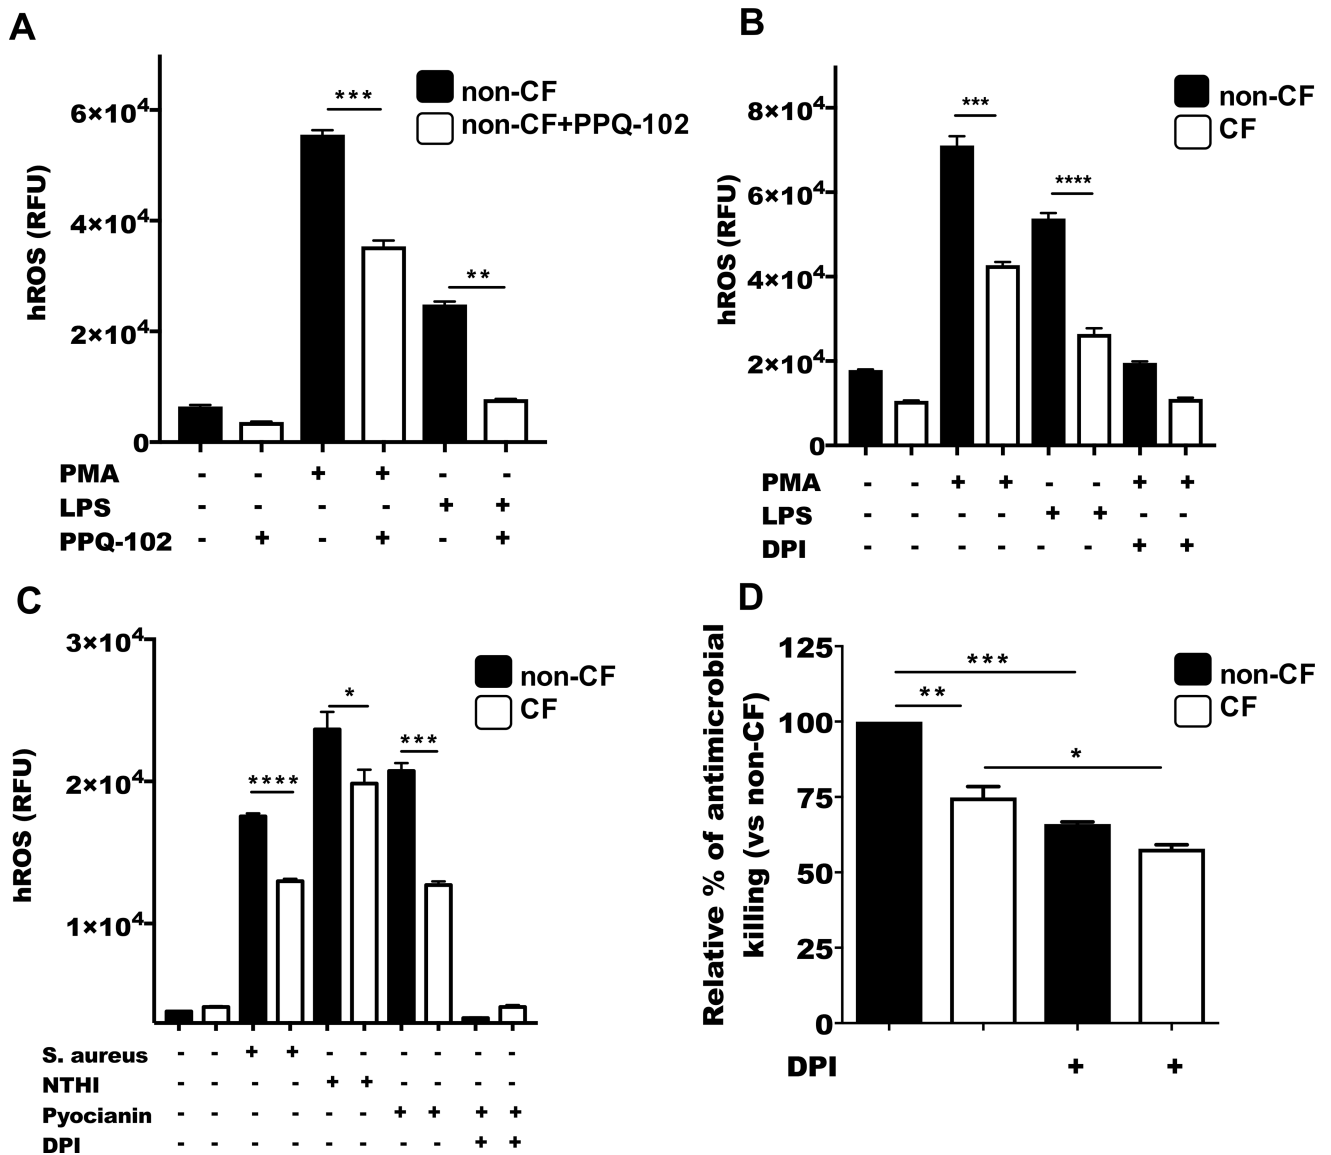 A
hROS (RFU)
6×10⁴
4×10⁴
2×10⁴
0
***
**
non-CF
non-CF+PPQ-102
PMA - - + + - -
LPS - - - - + +
PPQ-102 - + - + - +
B
hROS (RFU)
8×10⁴
6×10⁴
4×10⁴
2×10⁴
0
***
****
non-CF
CF
PMA - - + + - - + +
LPS - - - - + + - -
DPI - - - - - - + +
C
hROS (RFU)
3×10⁴
2×10⁴
1×10⁴
****
*
***
non-CF
CF
S. aureus - - + + - - - - - -
NTHI - - - - + + - - - -
Pyocianin - - - - - - + + + +
DPI - - - - - - - - + +
D
Relative % of antimicrobial
killing (vs non-CF)
125
100
75
50
25
0
***
**
*
non-CF
CF
DPI + +